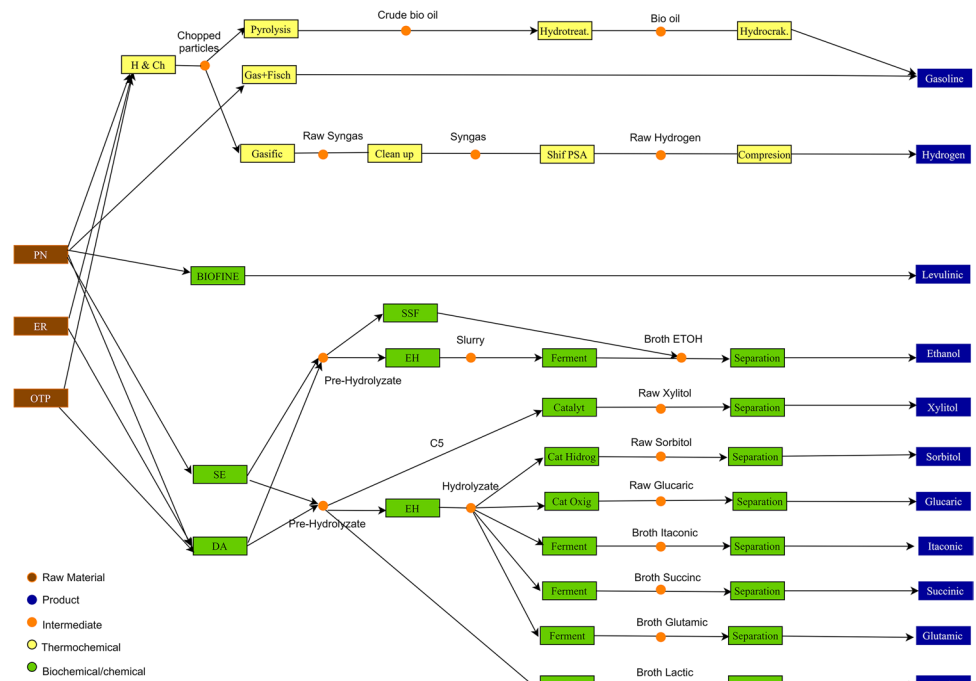 Crude bio oil
Bio oil
Chopped
particles
Pyrolysis
Hydrotreat.
Hydrocrak.
H & Ch
Gas+Fisch
Gasoline
Raw Syngas
Syngas
Raw Hydrogen
Gasific
Clean up
Shif PSA
Compresion
Hydrogen
PN
BIOFINE
Levulinic
SSF
ER
Slurry
Broth ETOH
EH
Ferment
Separation
Ethanol
Pre-Hydrolyzate
OTP
Raw Xylitol
Catalyt
Separation
Xylitol
C5
Raw Sorbitol
Cat Hidrog
Separation
Sorbitol
SE
Hydrolyzate
Raw Glucaric
Cat Oxig
Separation
Glucaric
EH
Pre-Hydrolyzate
Broth Itaconic
DA
Ferment
Separation
Itaconic
Raw Material
Broth Succinc
Product
Ferment
Separation
Succinic
Intermediate
Broth Glutamic
Ferment
Separation
Glutamic
Thermochemical
Biochemical/chemical
Broth Lactic